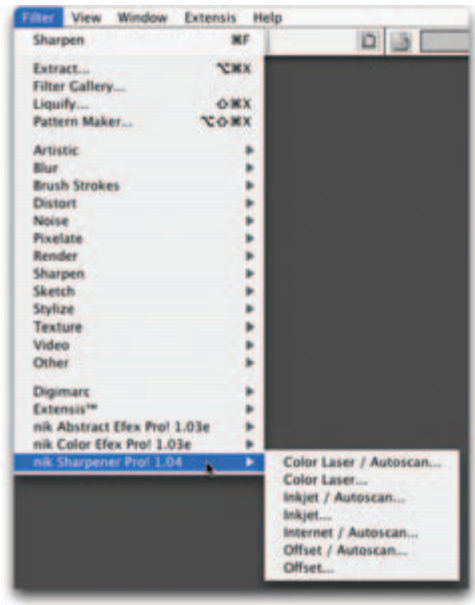 Filter View Window Extensis Help
Sharpen ⌘F
Extract... ⌥⌘X
Filter Gallery...
Liquify... ⇧⌘X
Pattern Maker... ⌥⇧⌘X
Artistic
Blur
Brush Strokes
Distort
Noise
Pixelate
Render
Sharpen
Sketch
Stylize
Texture
Video
Other
Digimarc
Extensis™
nik Abstract Efex Pro! 1.03e
nik Color Efex Pro! 1.03e
nik Sharpener Pro! 1.04
Color Laser / Autoscan...
Color Laser...
Inkjet / Autoscan...
Inkjet...
Internet / Autoscan...
Offset / Autoscan...
Offset...